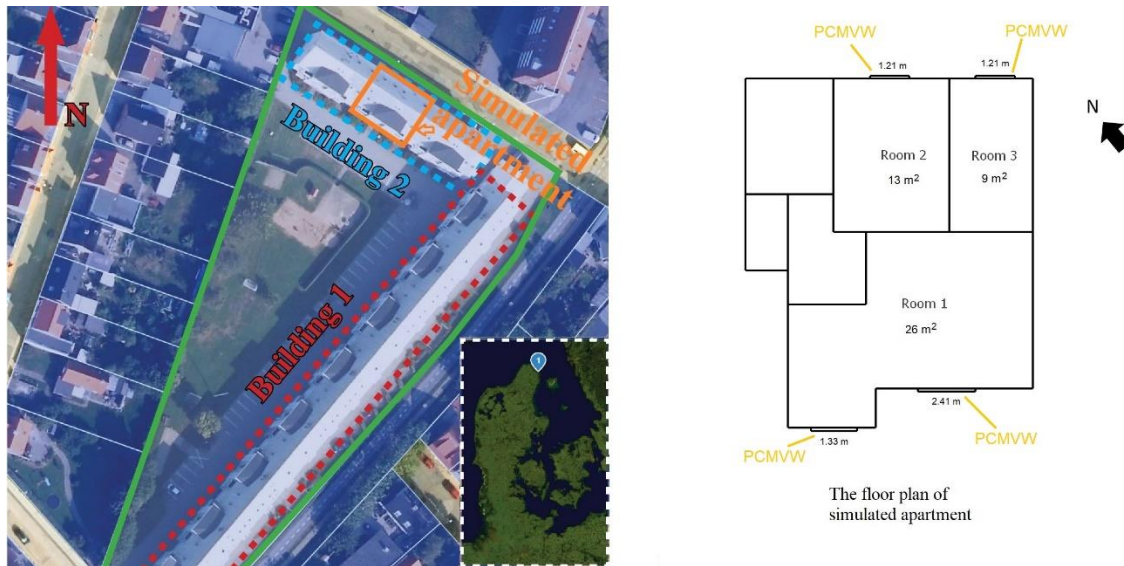 N
Simulated
apartment
Building 2
Building 1
1
PCMVW
PCMVW
1.21 m
1.21 m
N
Room 2
13 m²
Room 3
9 m²
Room 1
26 m²
2.41 m
1.33 m
PCMVW
PCMVW
The floor plan of
simulated apartment